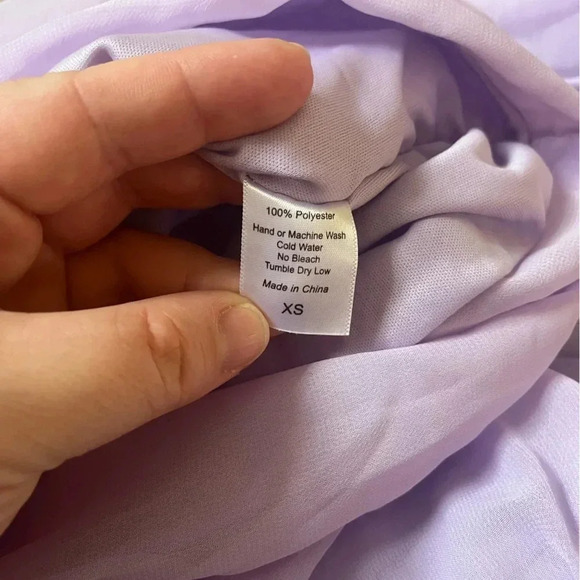 100% Polyester
Hand or Machine Wash
Cold Water
No Bleach
Tumble Dry Low
Made in China
XS